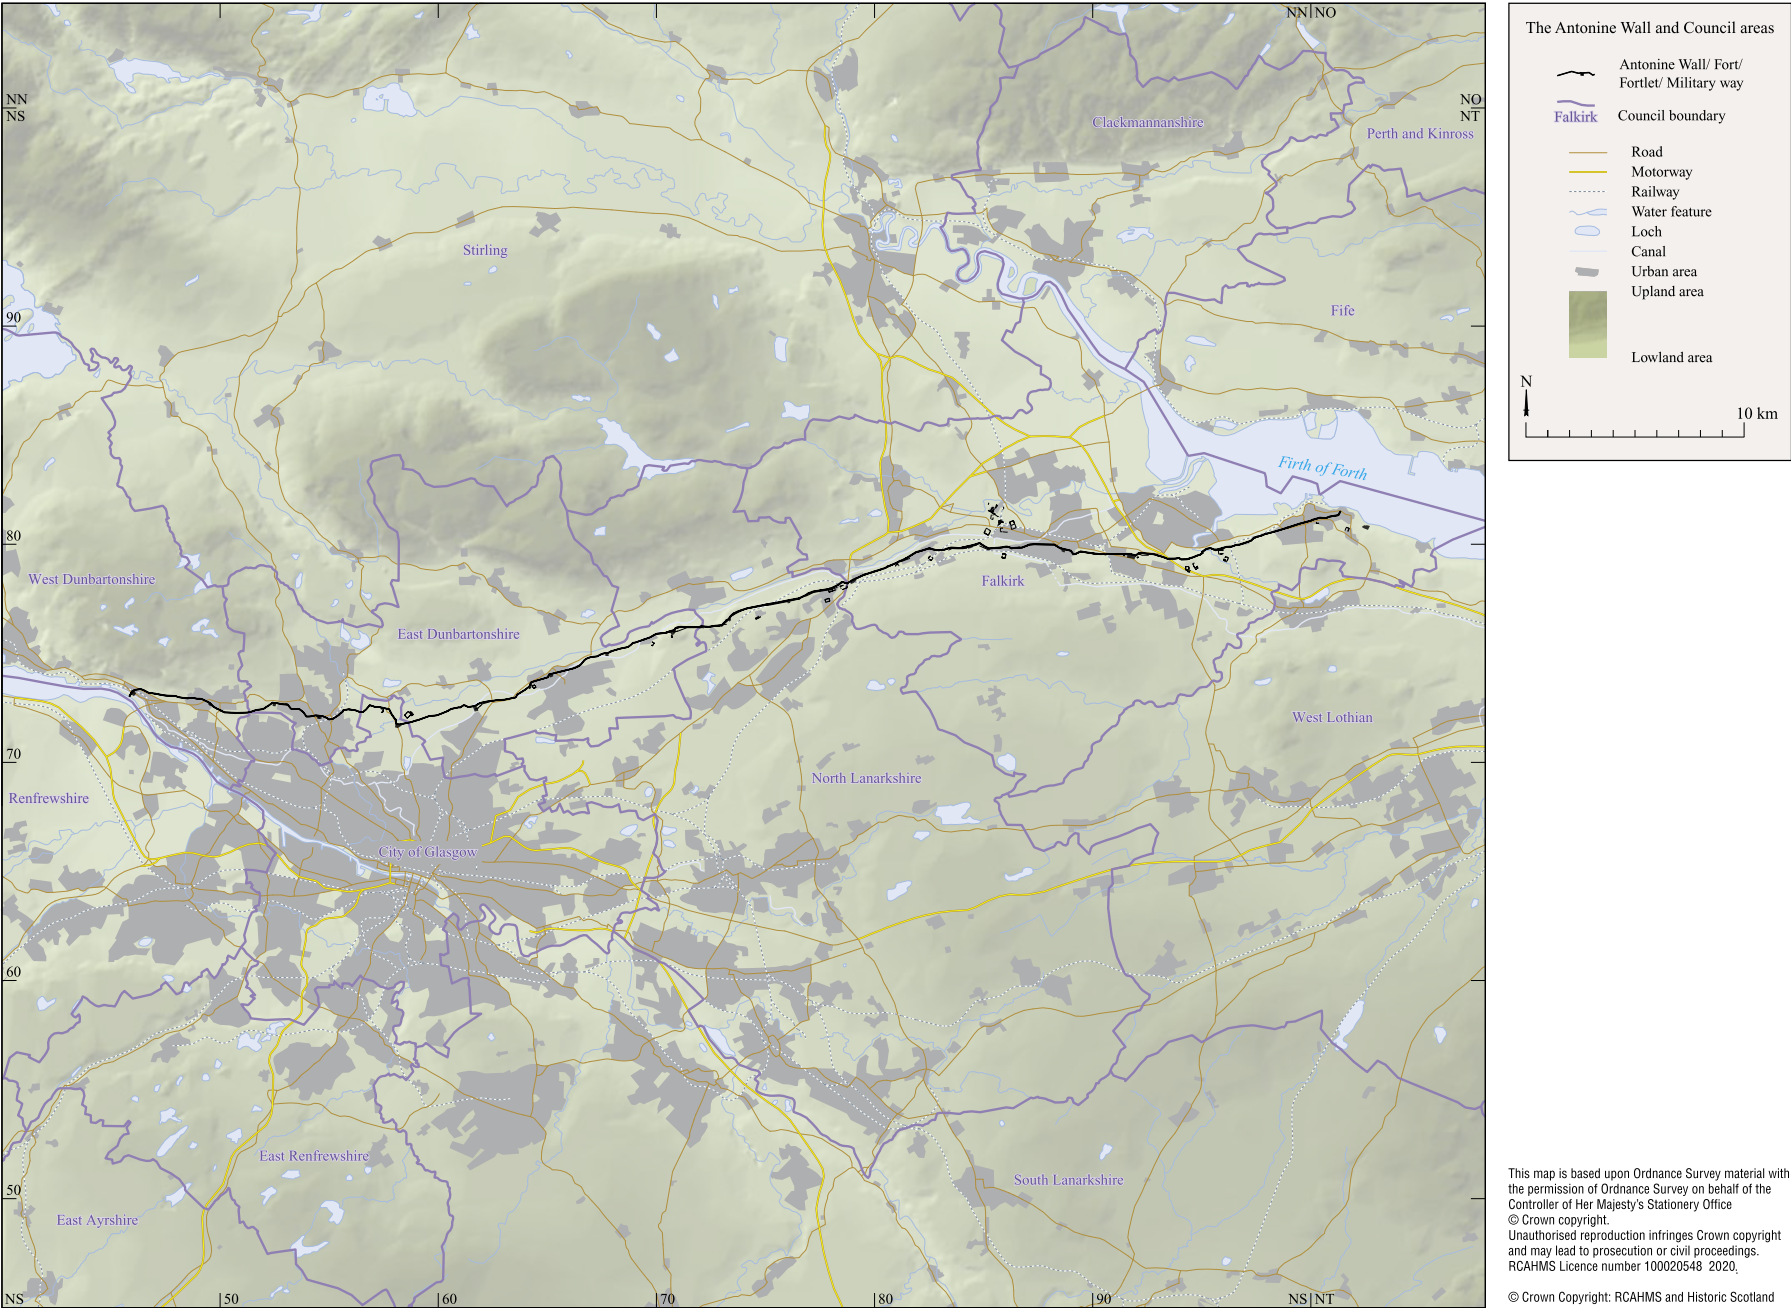 NN NO
NN
NS
NO
NT
Clackmannanshire
Perth and Kinross
Stirling
90
Fife
Firth of Forth
80
West Dunbartonshire
Falkirk
East Dunbartonshire
West Lothian
70
North Lanarkshire
Renfrewshire
City of Glasgow
60
East Renfrewshire
South Lanarkshire
50
East Ayrshire
NS
50
60
70
80
90
NS NT
The Antonine Wall and Council areas
Antonine Wall/ Fort/
Fortlet/ Military way
Falkirk Council boundary
Road
Motorway
Railway
Water feature
Loch
Canal
Urban area
Upland area
Lowland area
N
10 km
This map is based upon Ordnance Survey material with
the permission of Ordnance Survey on behalf of the
Controller of Her Majesty's Stationery Office
© Crown copyright.
Unauthorised reproduction infringes Crown copyright
and may lead to prosecution or civil proceedings.
RCAHMS Licence number 100020548 2020.
© Crown Copyright: RCAHMS and Historic Scotland